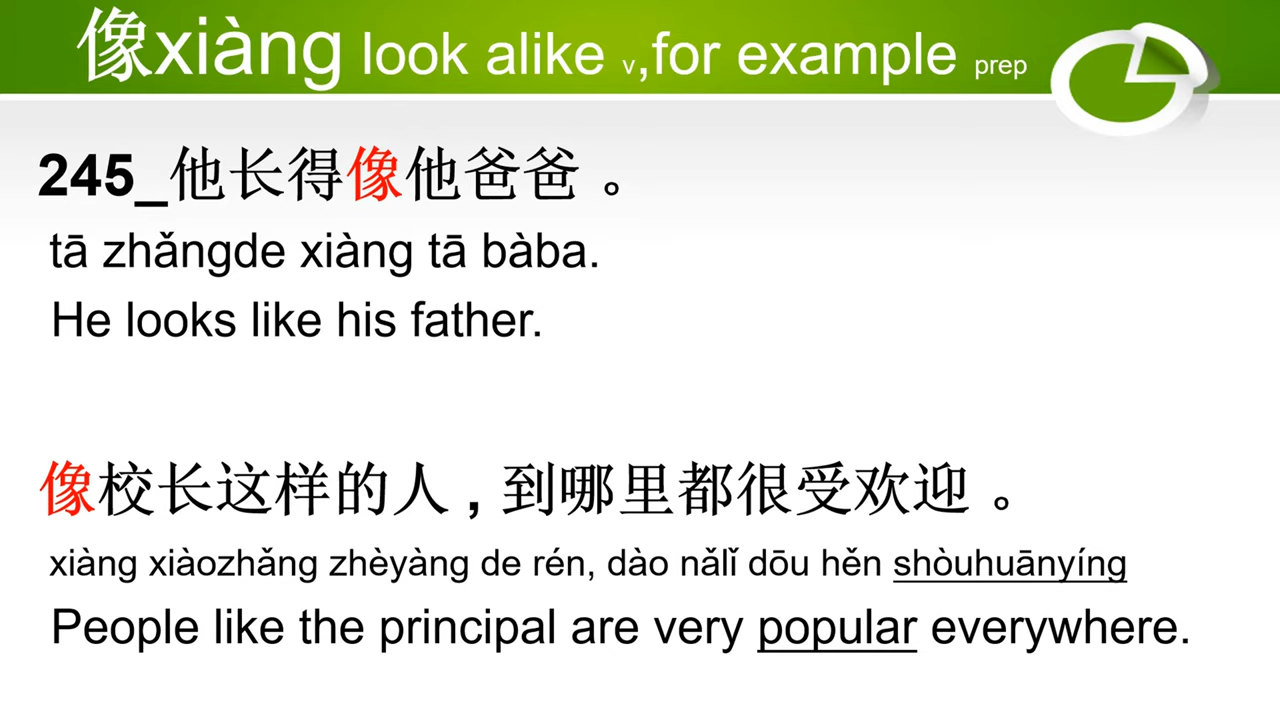 像xiàng look alike v,for example prep
245_他长得像他爸爸。
tā zhǎngde xiàng tā bàba.
He looks like his father.
像校长这样的人,到哪里都很受欢迎。
xiàng xiàozhǎng zhèyàng de rén, dào nǎlǐ dōu hěn shòuhuānyíng
People like the principal are very popular everywhere.